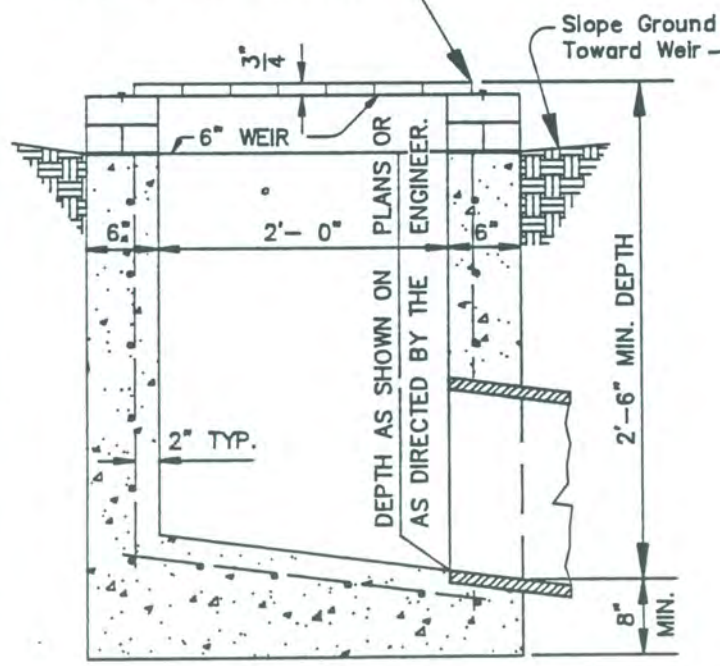 Slope Ground
Toward Weir
3/4"
6" WEIR
6"
2'- 0"
6"
DEPTH AS SHOWN ON PLANS OR
AS DIRECTED BY THE ENGINEER.
2'-6" MIN. DEPTH
2" TYP.
8"
MIN.